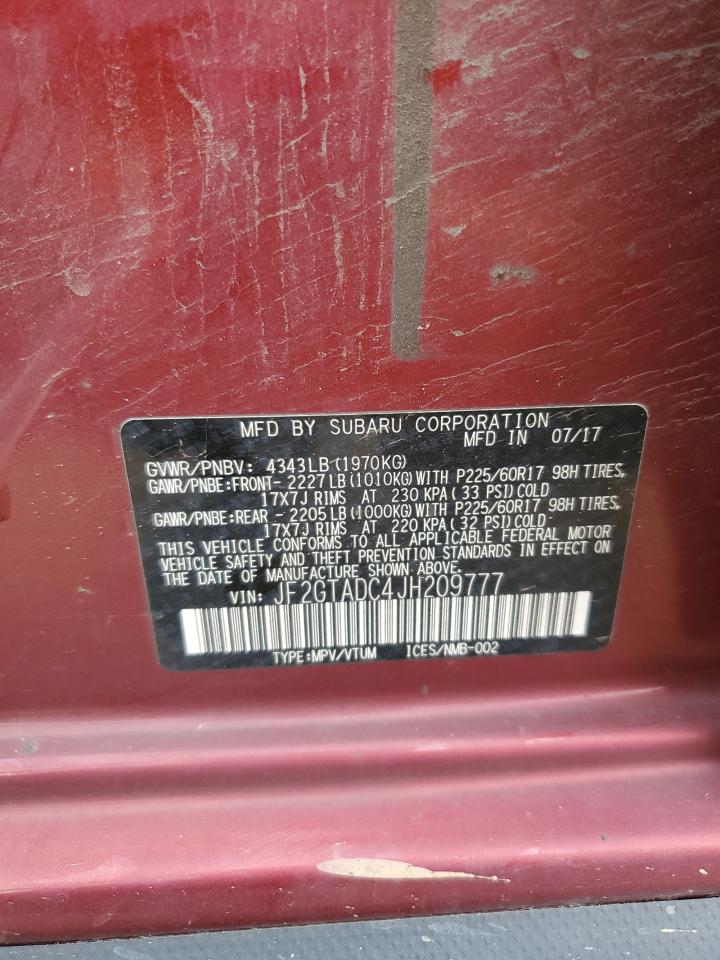 MFD BY SUBARU CORPORATION
MFD IN 07/17
GVWR/PNBV: 4343LB(1970KG)
GAWR/PNBE:FRONT- 2227LB(1010KG)WITH P225/60R17 98H TIRES,
17X7J RIMS AT 230 KPA(33 PSI)COLD
GAWR/PNBE:REAR - 2205LB(1000KG)WITH P225/60R17 98H TIRES,
17X7J RIMS AT 220 KPA(32 PSI)COLD
THIS VEHICLE CONFORMS TO ALL APPLICABLE FEDERAL MOTOR
VEHICLE SAFETY AND THEFT PREVENTION STANDARDS IN EFFECT ON
THE DATE OF MANUFACTURE SHOWN ABOVE.
VIN: JF2GTADC4JH209777
TYPE:MPV/VTUM ICES/NMB-002